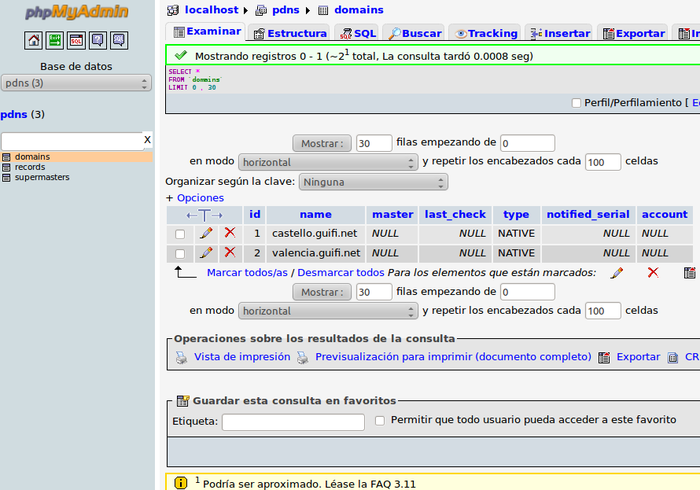 phpMyAdmin
SQL
Base de datos
pdns (3)
pdns (3)
X
domains
records
supermasters
localhost pdns domains
Examinar Estructura SQL Buscar Tracking Insertar Exportar
Mostrando registros 0 - 1 (~2¹ total, La consulta tardó 0.0008 seg)
SELECT *
FROM `domains`
LIMIT 0 , 30
Perfil/Perfilamiento [
Mostrar : 30 filas empezando de 0
en modo horizontal y repetir los encabezados cada 100 celdas
Organizar según la clave: Ninguna
+ Opciones
←T→ id name master last_check type notified_serial account
1 castello.guifi.net NULL NULL NATIVE NULL NULL
2 valencia.guifi.net NULL NULL NATIVE NULL NULL
Marcar todos/as / Desmarcar todos Para los elementos que están marcados:
Mostrar : 30 filas empezando de 0
en modo horizontal y repetir los encabezados cada 100 celdas
Operaciones sobre los resultados de la consulta
Vista de impresión Previsualización para imprimir (documento completo) Exportar CR
Guardar esta consulta en favoritos
Etiqueta: Permitir que todo usuario pueda acceder a este favorito
¹ Podría ser aproximado. Léase la FAQ 3.11